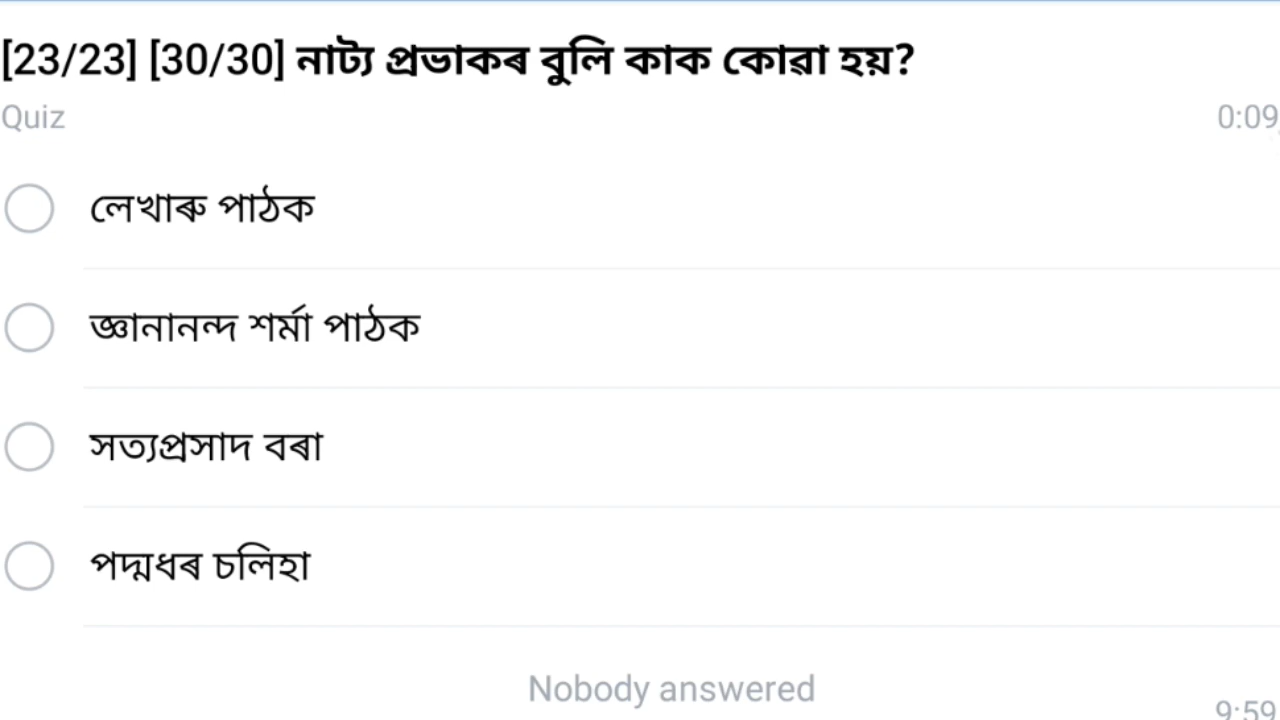 [23/23] [30/30] নাট্য প্ৰভাকৰ বুলি কাক কোৱা হয়?
Quiz 0:09
লেখাৰু পাঠক
জ্ঞানানন্দ শৰ্মা পাঠক
সত্যপ্ৰসাদ বৰা
পদ্মধৰ চলিহা
Nobody answered
9:59